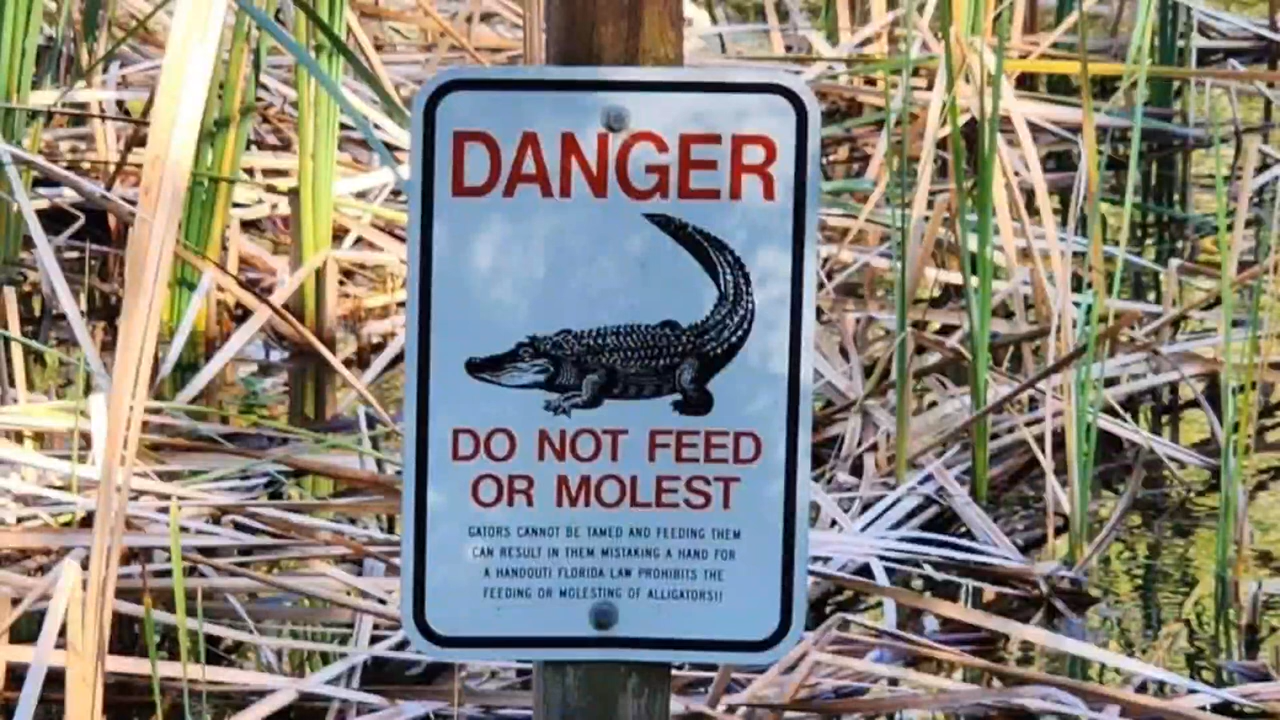 DANGER
DO NOT FEED
OR MOLEST
GATORS CANNOT BE TAMED AND FEEDING THEM
CAN RESULT IN THEM MISTAKING A HAND FOR
A HANDOUT! FLORIDA LAW PROHIBITS THE
FEEDING OR MOLESTING OF ALLIGATORS!!